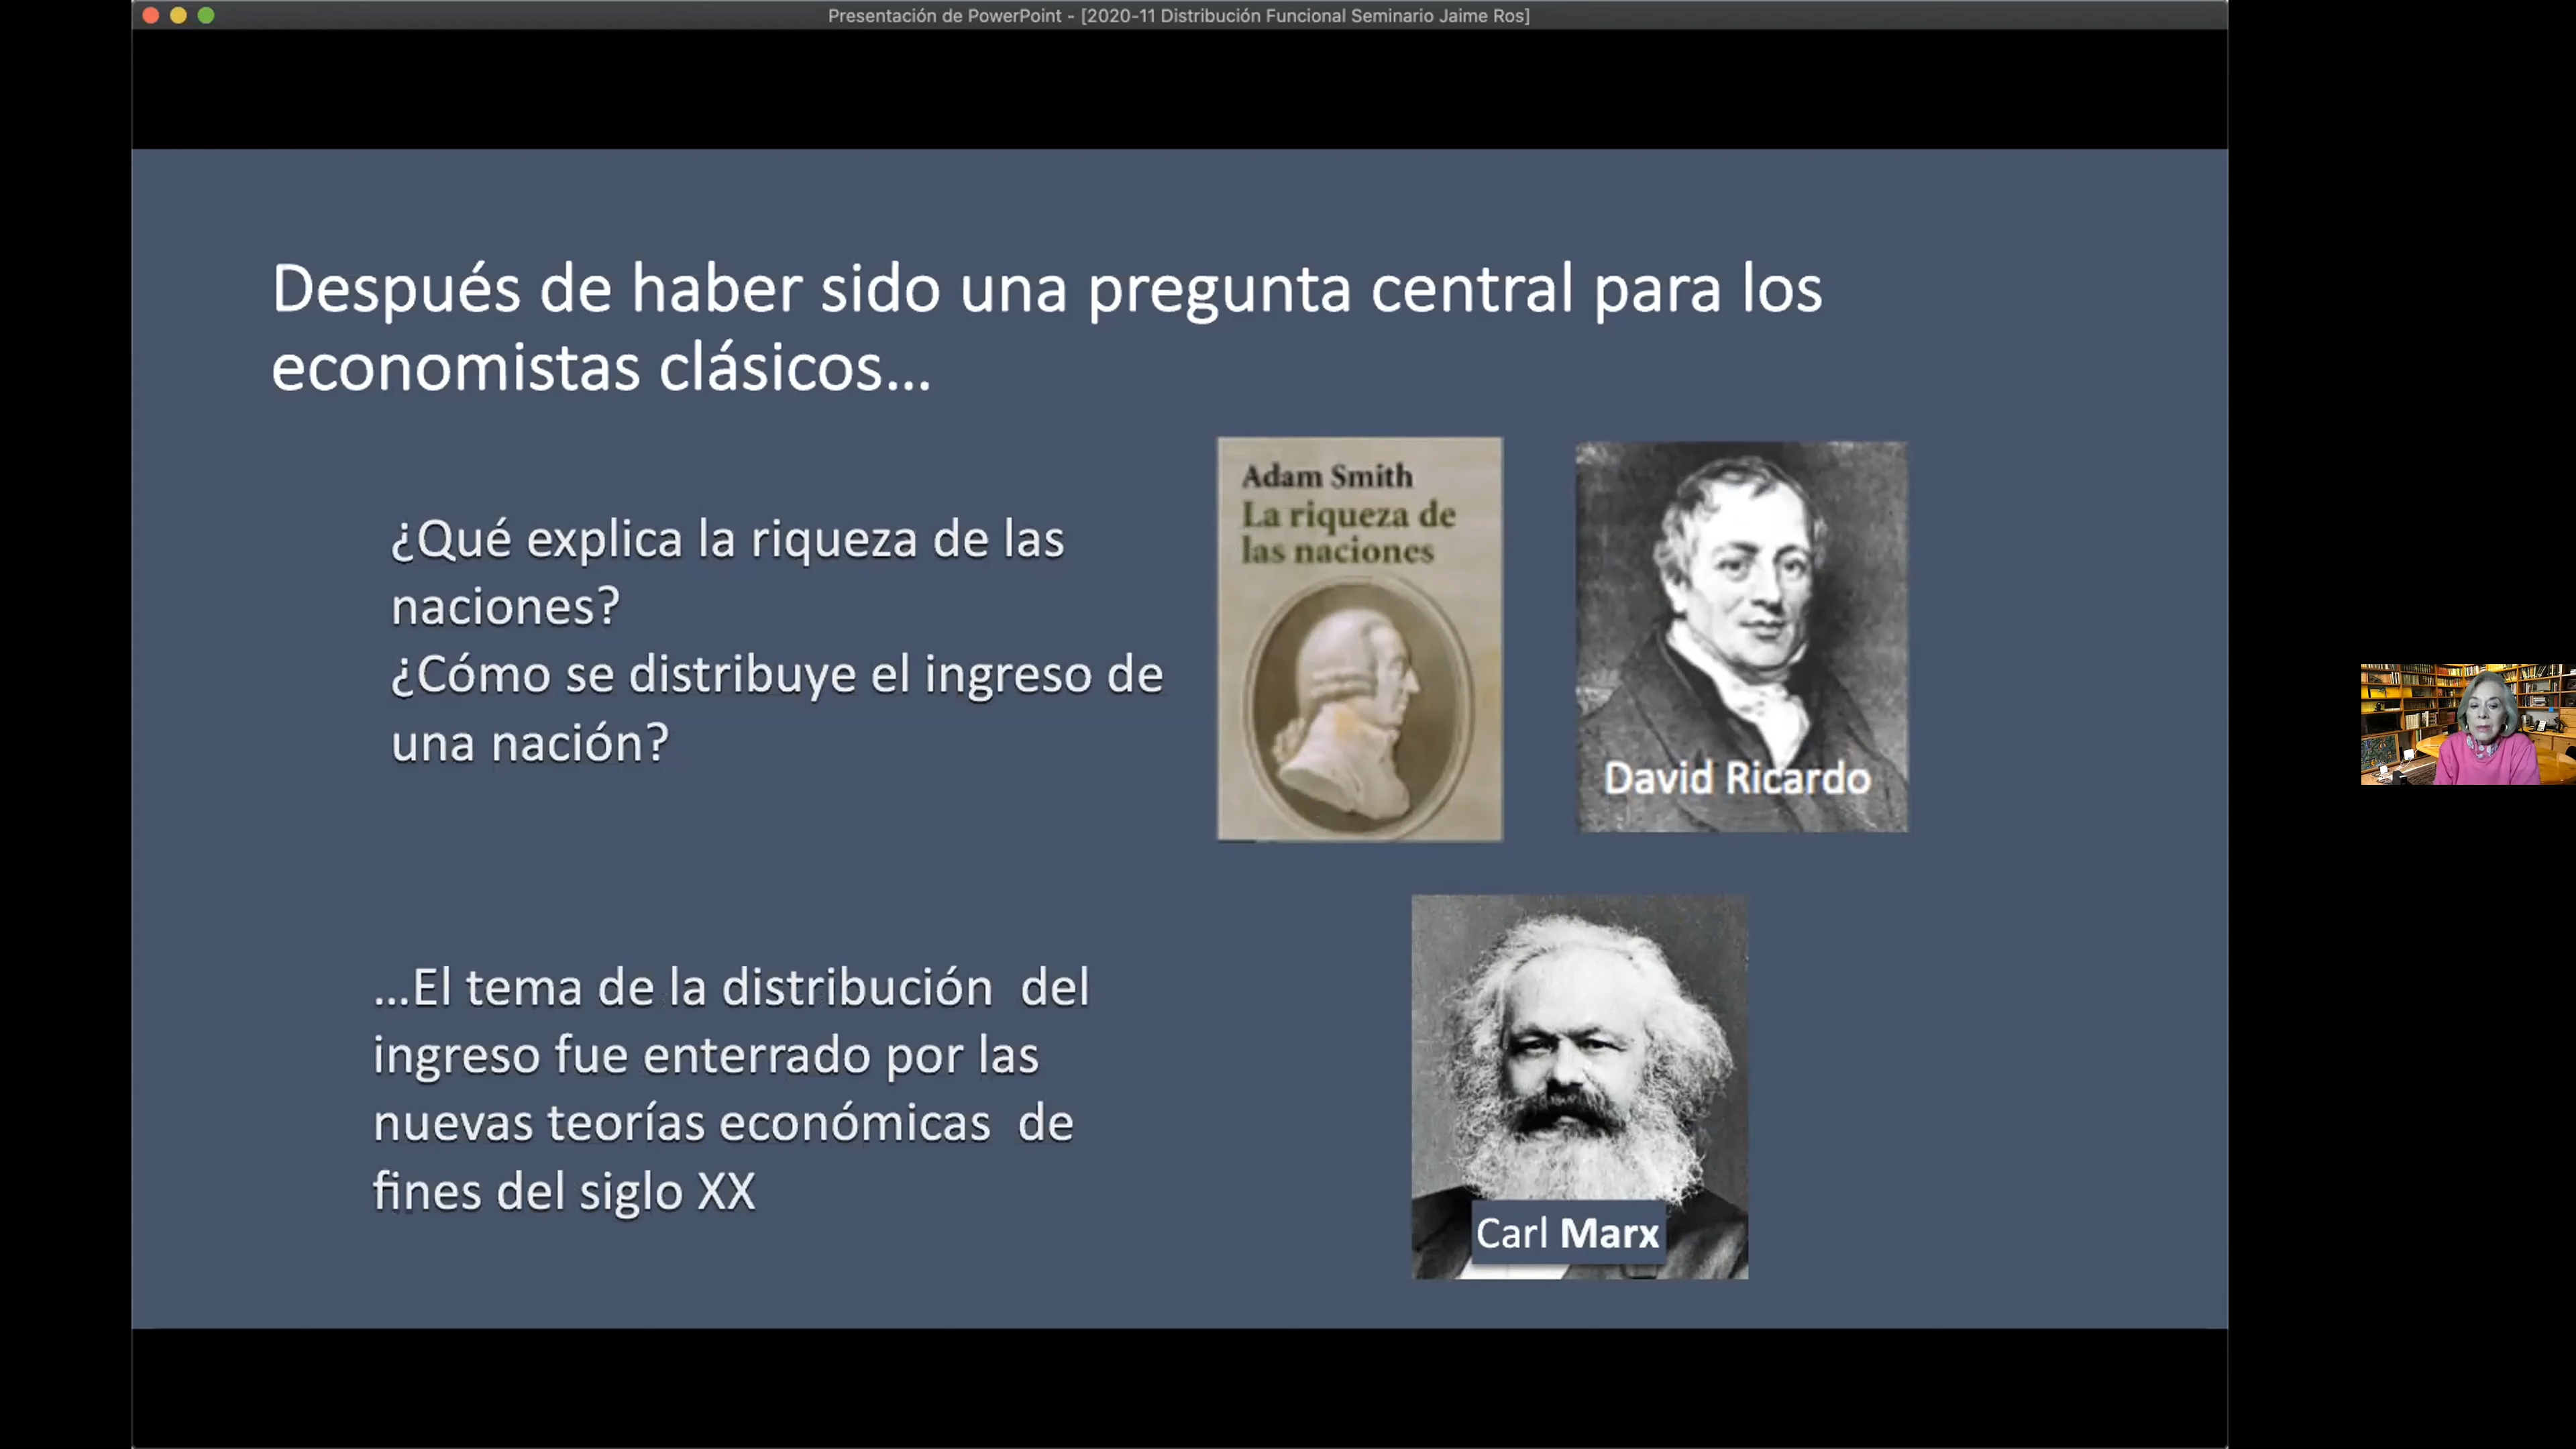 Presentación de PowerPoint - [2020-11 Distribución Funcional Seminario Jaime Ros]
Después de haber sido una pregunta central para los
economistas clásicos...
¿Qué explica la riqueza de las
naciones?
¿Cómo se distribuye el ingreso de
una nación?
Adam Smith
La riqueza de
las naciones
David Ricardo
...El tema de la distribución  del
ingreso fue enterrado por las
nuevas teorías económicas  de
fines del siglo XX
Carl Marx